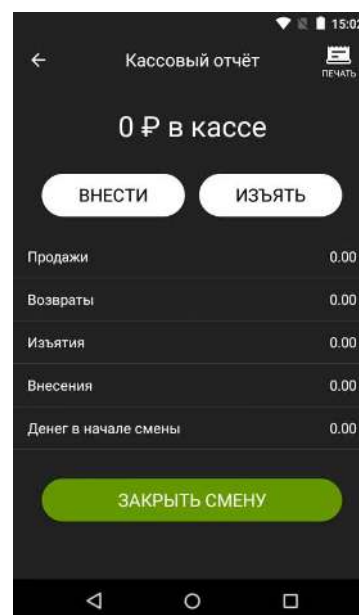 15:02
Кассовый отчёт
ПЕЧАТЬ
0 ₽ в кассе
ВНЕСТИ ИЗЪЯТЬ
Продажи 0.00
Возвраты 0.00
Изъятия 0.00
Внесения 0.00
Денег в начале смены 0.00
ЗАКРЫТЬ СМЕНУ